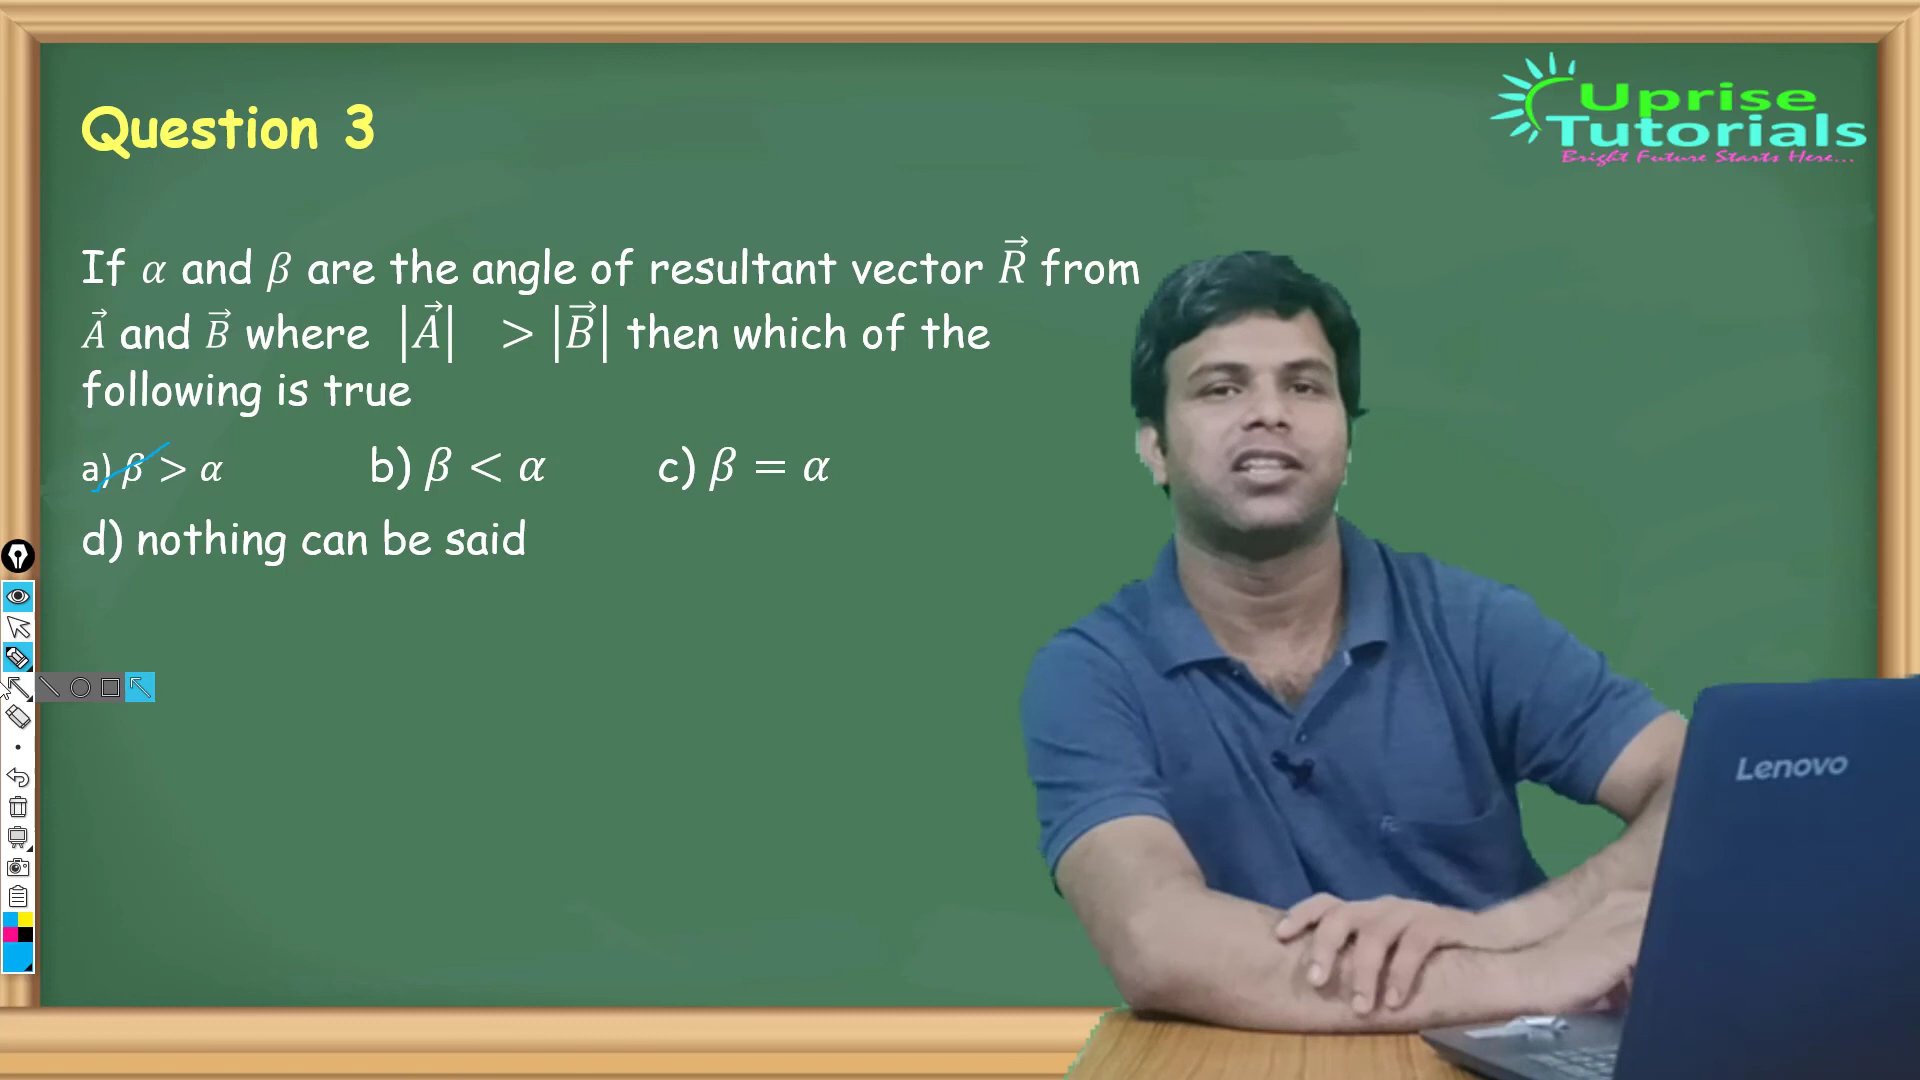 Question 3
Uprise
Tutorials
Bright Future Starts Here...
If α and β are the angle of resultant vector R⃗ from
A⃗ and B⃗ where |A⃗| > |B⃗| then which of the
following is true
a) β > α b) β < α c) β = α
d) nothing can be said
Lenovo